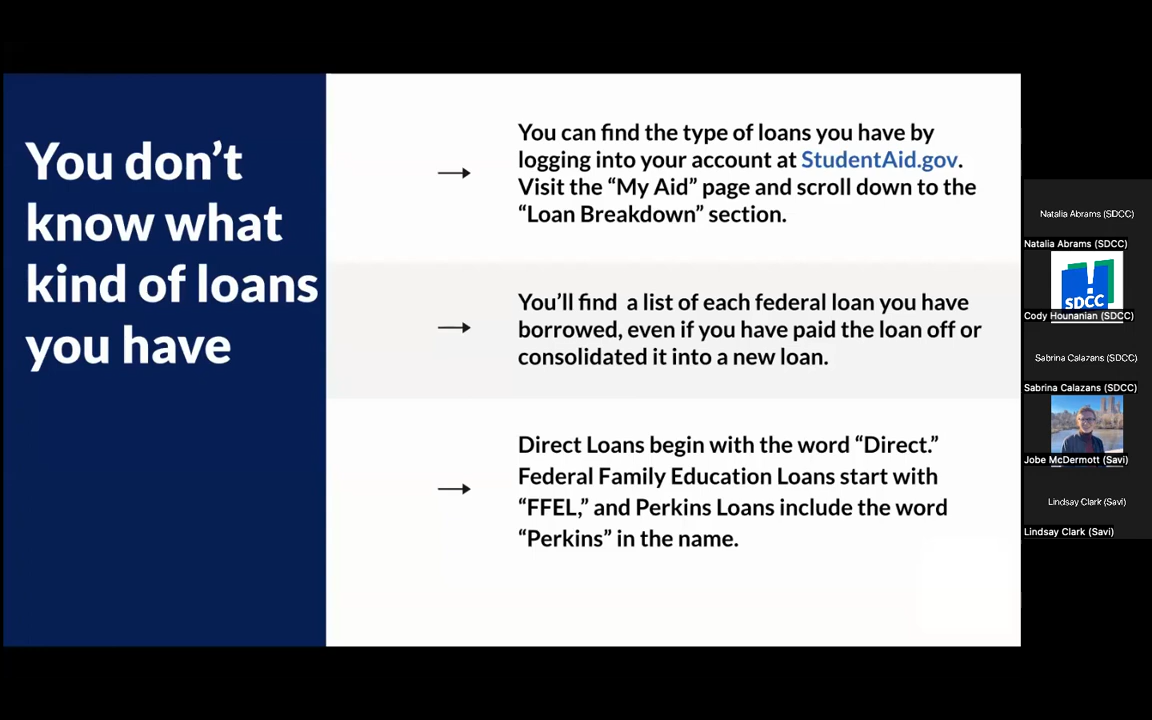 You don’t
know what
kind of loans
you have
You can find the type of loans you have by
logging into your account at StudentAid.gov.
Visit the “My Aid” page and scroll down to the
“Loan Breakdown” section.
You’ll find  a list of each federal loan you have
borrowed, even if you have paid the loan off or
consolidated it into a new loan.
Direct Loans begin with the word “Direct.”
Federal Family Education Loans start with
“FFEL,” and Perkins Loans include the word
“Perkins” in the name.
Natalia Abrams (SDCC)
Natalia Abrams (SDCC)
SDCC
Cody Hounanian (SDCC)
Sabrina Calazans (SDCC)
Sabrina Calazans (SDCC)
Jobe McDermott (Savi)
Lindsay Clark (Savi)
Lindsay Clark (Savi)